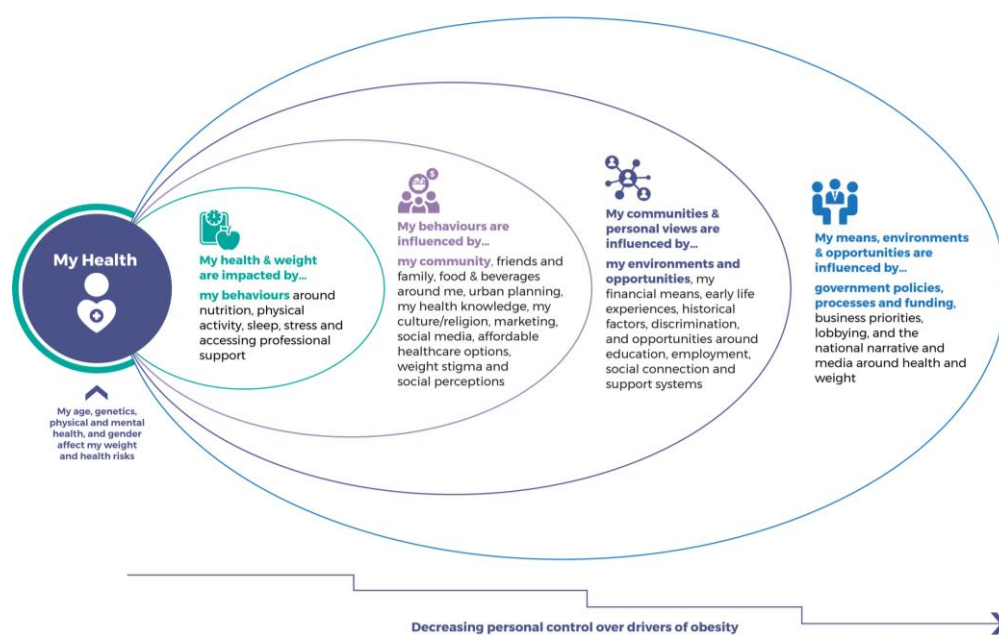 My Health
My age, genetics,
physical and mental
health, and gender
affect my weight
and health risks
My health & weight
are impacted by...
my behaviours around
nutrition, physical
activity, sleep, stress and
accessing professional
support
$
My behaviours are
influenced by...
my community, friends and
family, food & beverages
around me, urban planning,
my health knowledge, my
culture/religion, marketing,
social media, affordable
healthcare options,
weight stigma and
social perceptions
My communities &
personal views are
influenced by...
my environments and
opportunities, my
financial means, early life
experiences, historical
factors, discrimination,
and opportunities around
education, employment,
social connection and
support systems
My means, environments
& opportunities are
influenced by...
government policies,
processes and funding,
business priorities,
lobbying, and the
national narrative and
media around health and
weight
Decreasing personal control over drivers of obesity